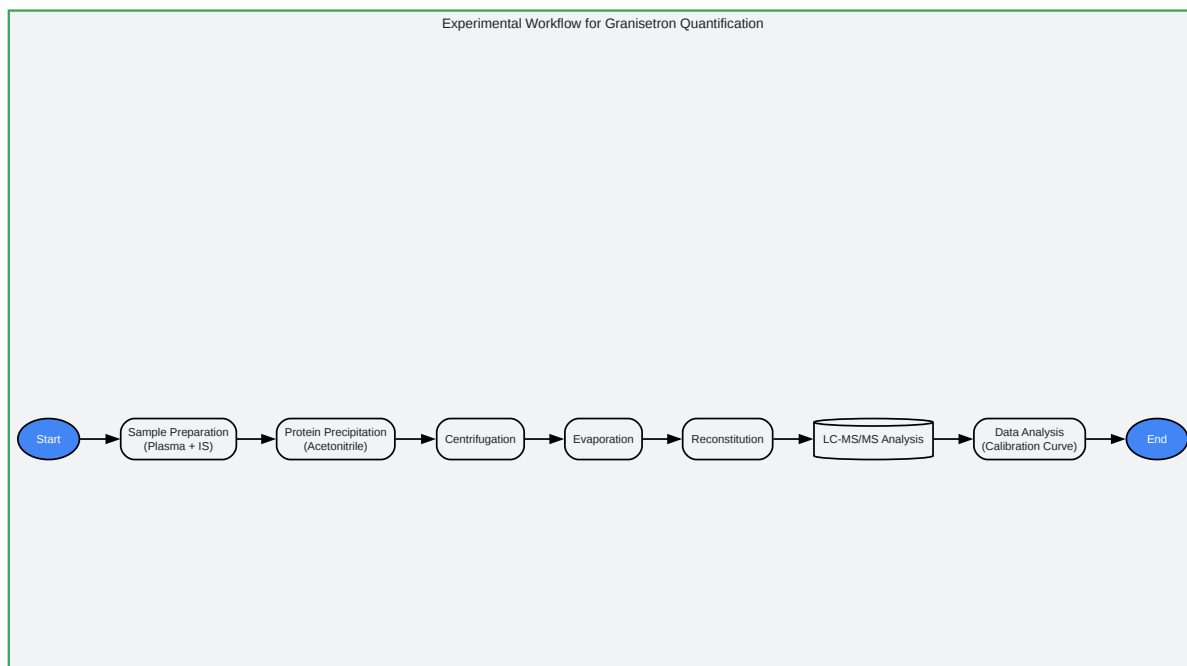 Experimental Workflow for Granisetron Quantification
Start
Sample Preparation
(Plasma + IS)
Protein Precipitation
(Acetonitrile)
Centrifugation
Evaporation
Reconstitution
LC-MS/MS Analysis
Data Analysis
(Calibration Curve)
End